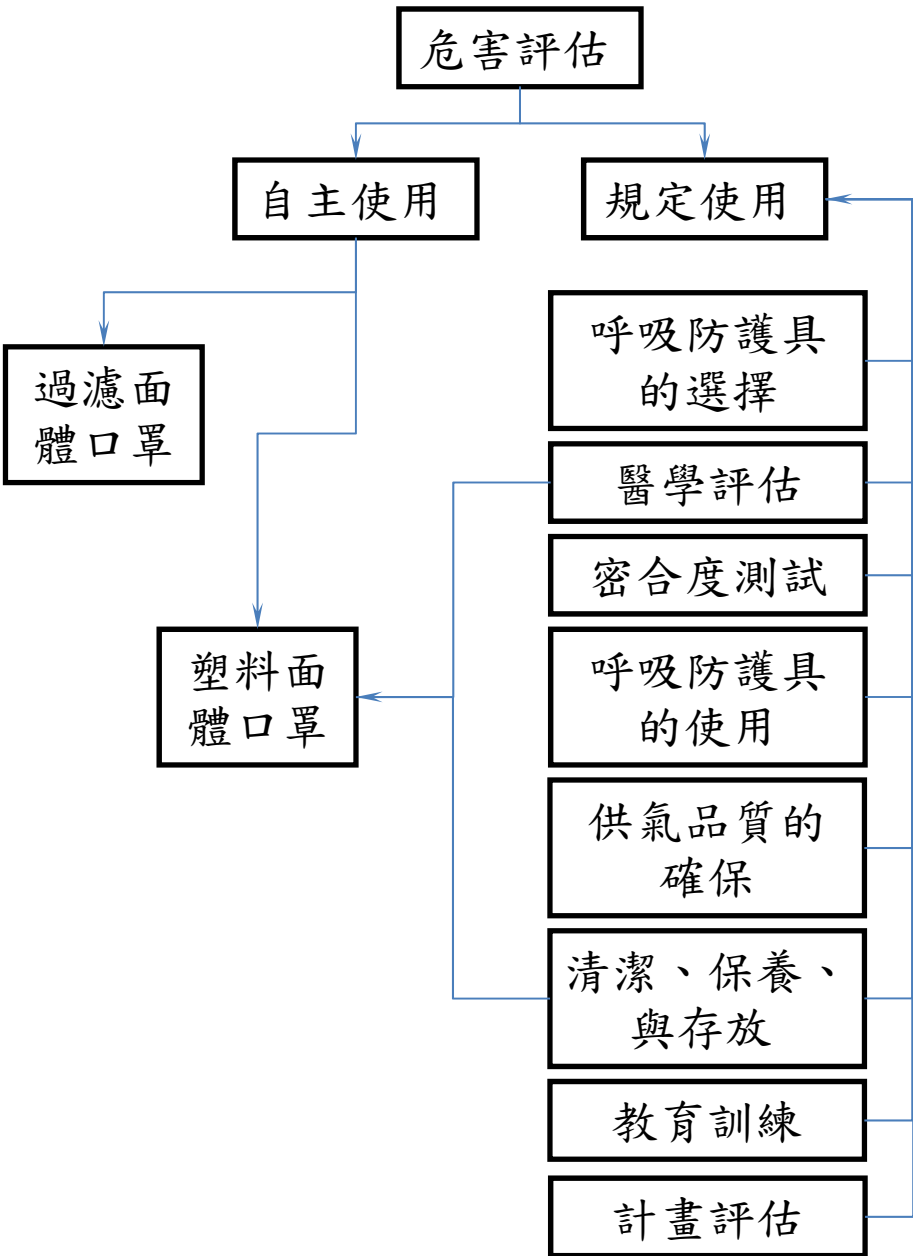 危害評估
自主使用
規定使用
過濾面
體口罩
塑料面
體口罩
呼吸防護具
的選擇
醫學評估
密合度測試
呼吸防護具
的使用
供氣品質的
確保
清潔、保養、
與存放
教育訓練
計畫評估